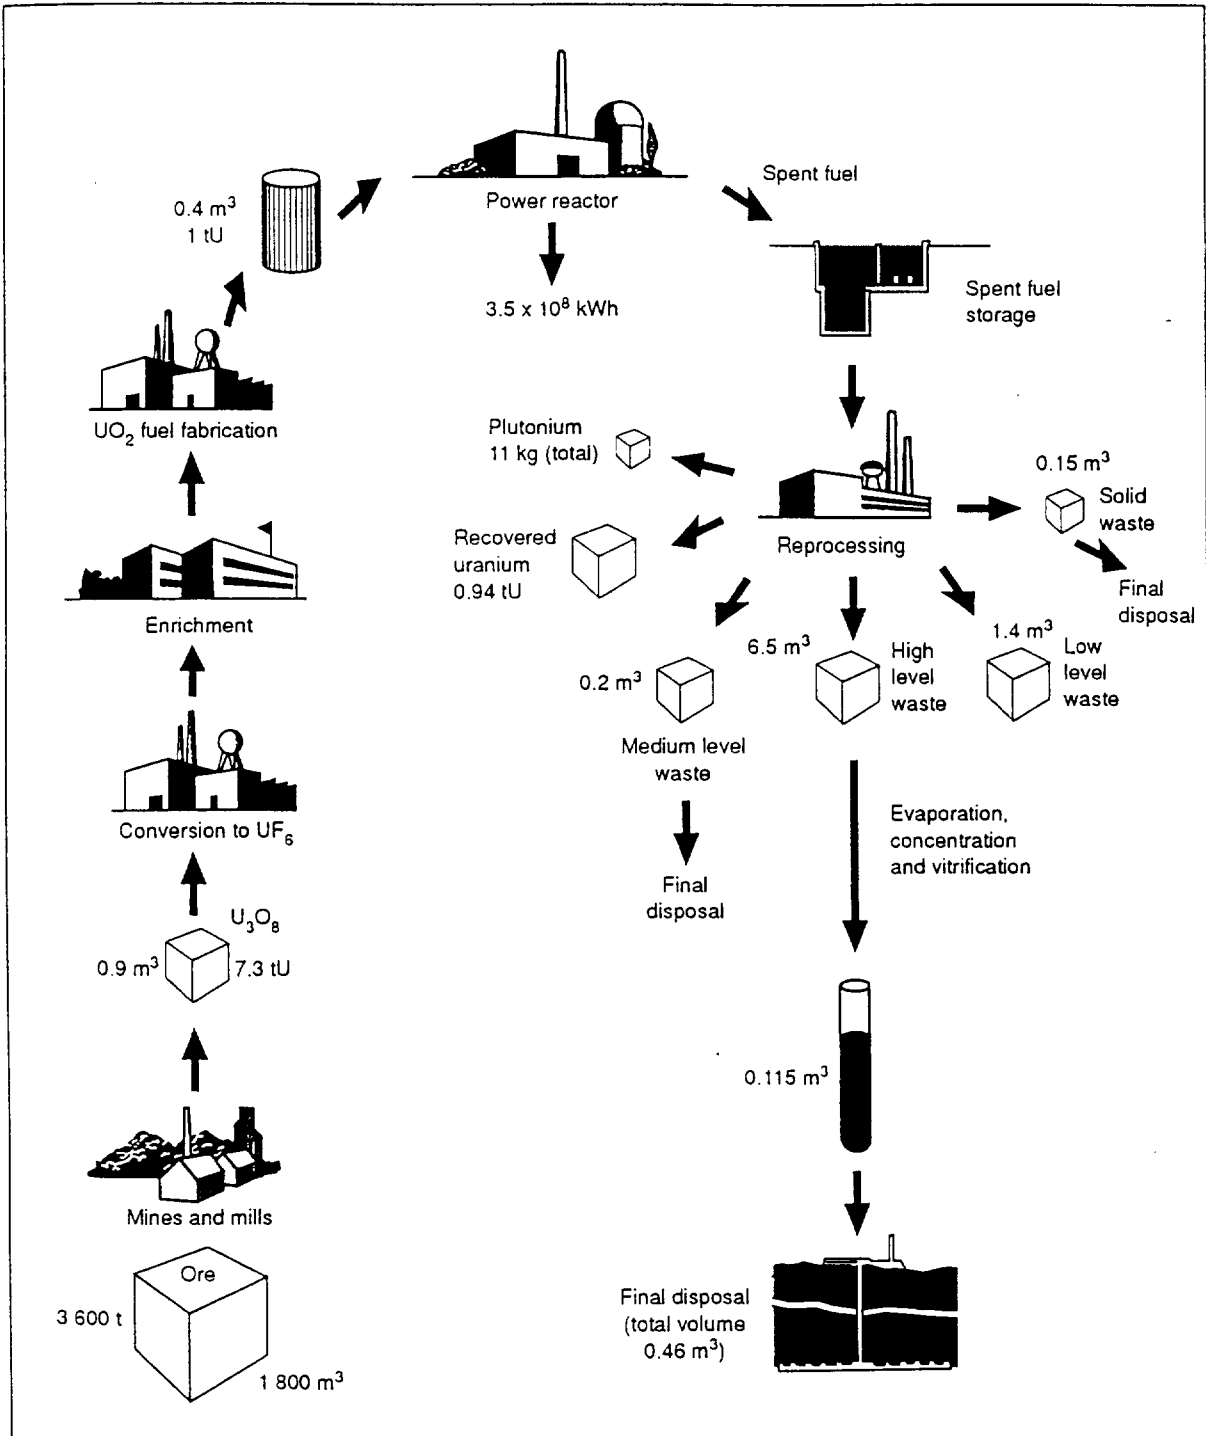 Power reactor
3.5 x 10⁸ kWh
0.4 m³
1 tU
UO₂ fuel fabrication
Enrichment
Conversion to UF₆
U₃O₈
0.9 m³
7.3 tU
Mines and mills
Ore
3 600 t
1 800 m³
Spent fuel
Spent fuel
storage
Reprocessing
Plutonium
11 kg (total)
Recovered
uranium
0.94 tU
0.15 m³
Solid
waste
Final
disposal
0.2 m³
Medium level
waste
Final
disposal
6.5 m³
High
level
waste
1.4 m³
Low
level
waste
Evaporation,
concentration
and vitrification
0.115 m³
Final disposal
(total volume
0.46 m³)